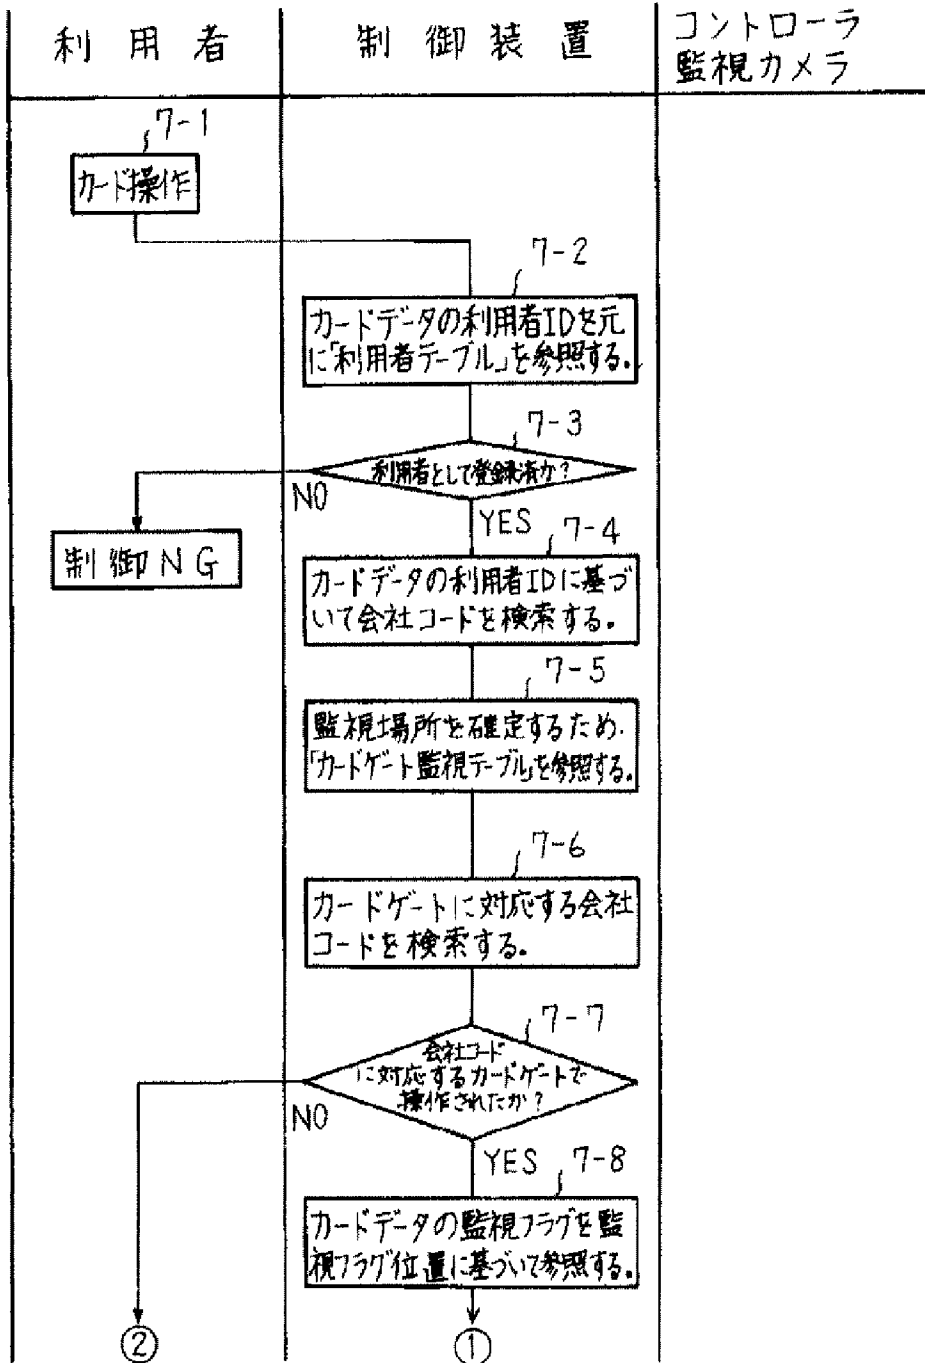 利用者
制御装置
コントローラ
監視カメラ
7-1
カード操作
7-2
カードデータの利用者IDを元
に「利用者テーブル」を参照する。
7-3
利用者として登録済か?
NO
YES
制御NG
7-4
カードデータの利用者IDに基づ
いて会社コードを検索する。
7-5
監視場所を確定するため、
「カードゲート監視テーブル」を参照する。
7-6
カードゲートに対応する会社
コードを検索する。
7-7
会社コード
に対応するカードゲートで
操作されたか?
NO
YES
7-8
カードデータの監視フラグを監
視フラグ位置に基づいて参照する。
②
①